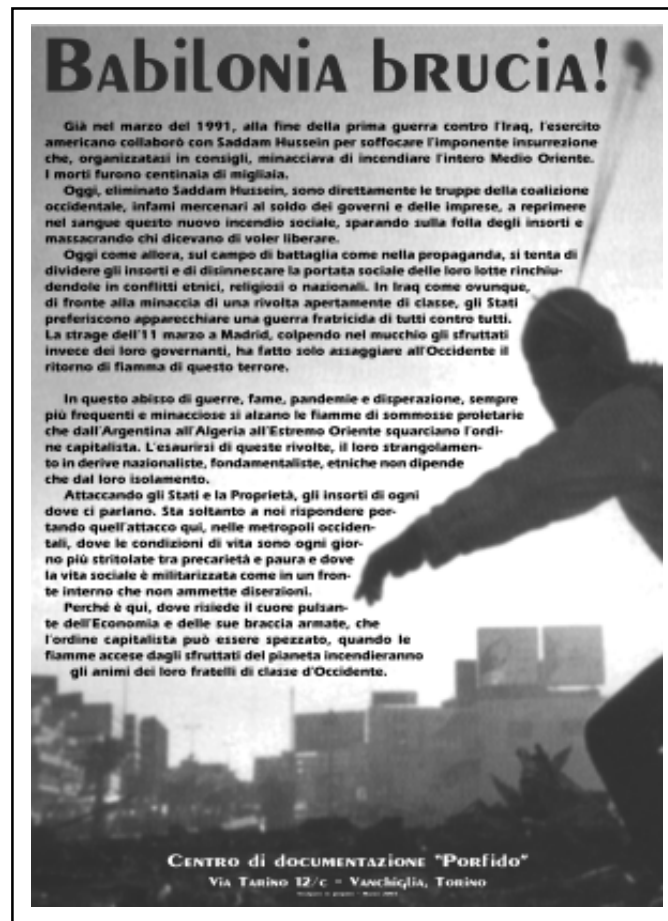 BabiLONIA bRUCIA!
Già nel marzo del 1991, alla fine della prima guerra contro l'Iraq, l'esercito
americano collaborò con Saddam Hussein per soffocare l'imponente insurrezione
che, organizzatasi in consigli, minacciava di incendiare l'intero Medio Oriente.
I morti furono centinaia di migliaia.
Oggi, eliminato Saddam Hussein, sono direttamente le truppe della coalizione
occidentale, infami mercenari al soldo dei governi e delle imprese, a reprimere
nel sangue questo nuovo incendio sociale, sparando sulla folla degli insorti e
massacrando chi dicevano di voler liberare.
Oggi come allora, sul campo di battaglia come nella propaganda, si tenta di
dividere gli insorti e di disinnescare la portata sociale delle loro lotte rinchiu-
dendole in conflitti etnici, religiosi o nazionali. In Iraq come ovunque,
di fronte alla minaccia di una rivolta apertamente di classe, gli Stati
preferiscono apparecchiare una guerra fratricida di tutti contro tutti.
La strage dell'11 marzo a Madrid, colpendo nel mucchio gli sfruttati
invece dei loro governanti, ha fatto solo assaggiare all'Occidente il
ritorno di fiamma di questo terrore.
In questo abisso di guerre, fame, pandemie e disperazione, sempre
più frequenti e minacciose si alzano le fiamme di sommosse proletarie
che dall'Argentina all'Algeria all'Estremo Oriente squarciano l'ordi-
ne capitalista. L'esaurirsi di queste rivolte, il loro strangolamen-
to in derive nazionaliste, fondamentaliste, etniche non dipende
che dal loro isolamento.
Attaccando gli Stati e la Proprietà, gli insorti di ogni
dove ci parlano. Sta soltanto a noi rispondere por-
tando quell'attacco qui, nelle metropoli occiden-
tali, dove le condizioni di vita sono ogni gior-
no più stritolate tra precarietà e paura e dove
la vita sociale è militarizzata come in un fron-
te interno che non ammette diserzioni.
Perché è qui, dove risiede il cuore pulsan-
te dell'Economia e delle sue braccia armate, che
l'ordine capitalista può essere spezzato, quando le
fiamme accese dagli sfruttati del pianeta incendieranno
gli animi dei loro fratelli di classe d'Occidente.
CENTRO di documentazione "Porfido"
Via Tarino 12/c - Vanchiglia, Torino